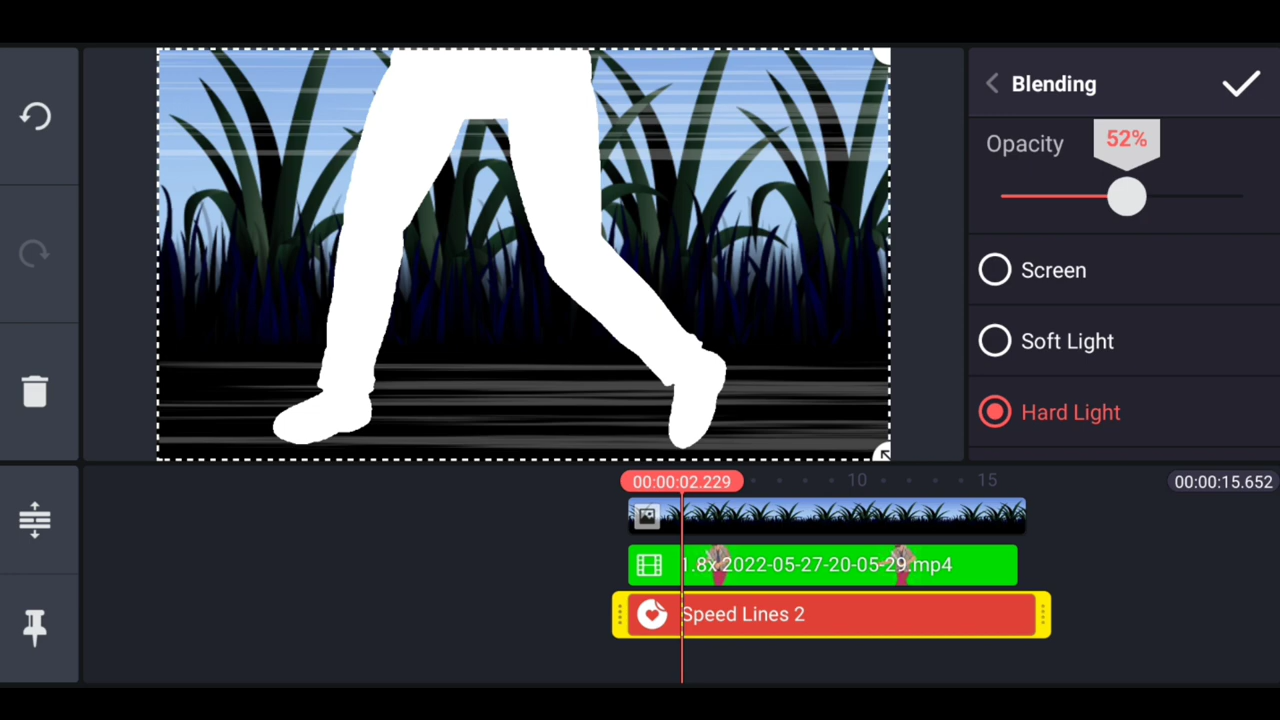 Blending
Opacity
52%
Screen
Soft Light
Hard Light
00:00:02.229
10
15
00:00:15.652
1.8x 2022-05-27-20-05-29.mp4
Speed Lines 2